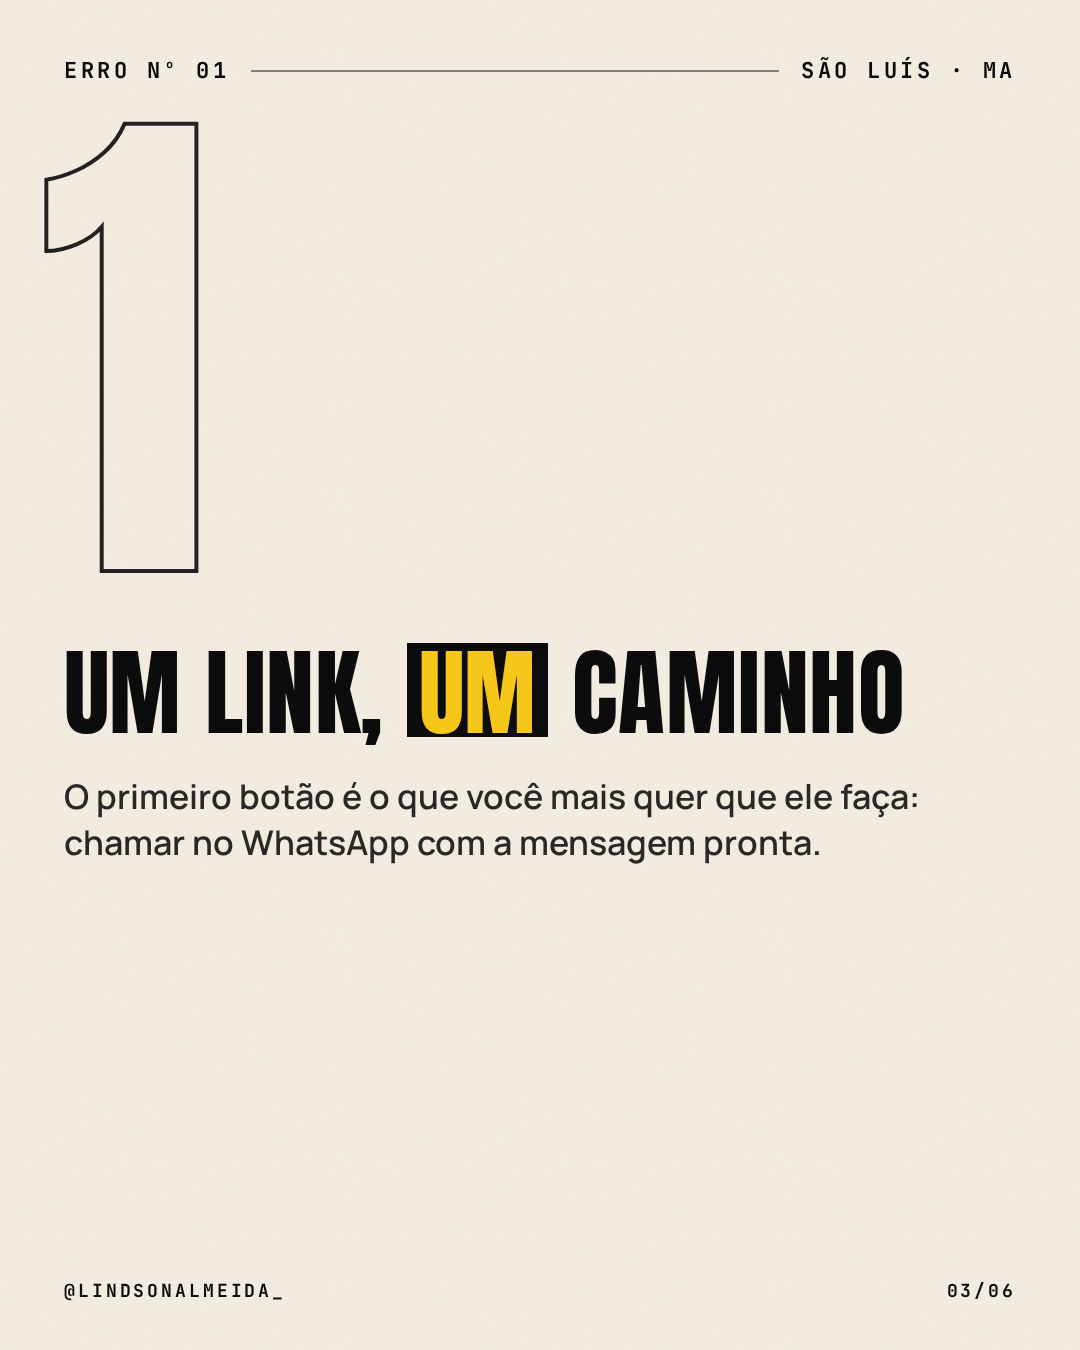 ERRO Nº 01
SÃO LUÍS · MA
1
UM LINK, UM CAMINHO
O primeiro botão é o que você mais quer que ele faça:
chamar no WhatsApp com a mensagem pronta.
@LINDSONALMEIDA_
03/06